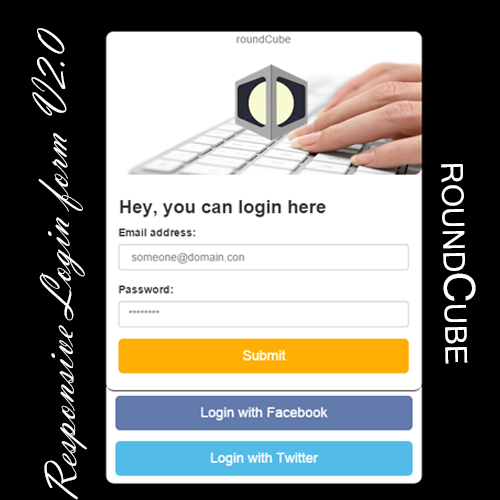 Responsive Login form V2.0
roundCube
Hey, you can login here
Email address:
someone@domain.con
Password:
********
Submit
Login with Facebook
Login with Twitter
ROUNDCUBE